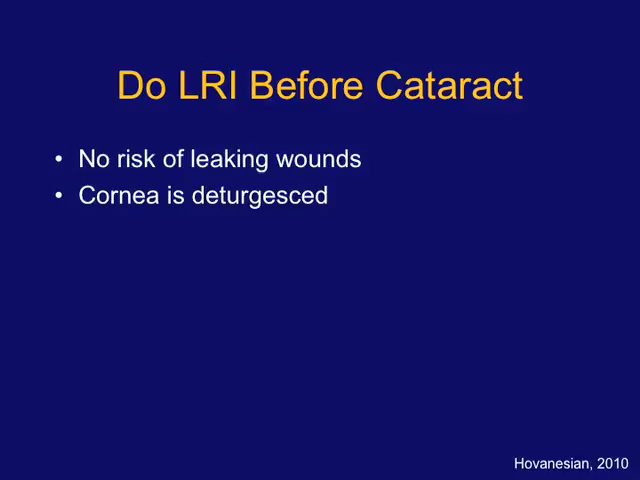 Do LRI Before Cataract
• No risk of leaking wounds
• Cornea is deturgesced
Hovanesian, 2010